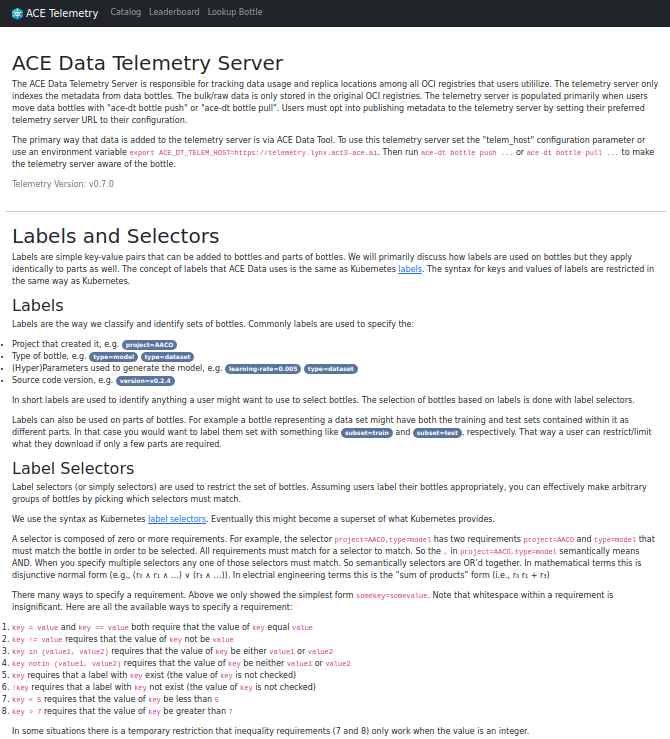 ACE Telemetry Catalog Leaderboard Lookup Bottle
ACE Data Telemetry Server
The ACE Data Telemetry Server is responsible for tracking data usage and replica locations among all OCI registries that users utililize. The telemetry server only
indexes the metadata from data bottles. The bulk/raw data is only stored in the original OCI registries. The telemetry server is populated primarily when users
move data bottles with "ace-dt bottle push" or "ace-dt bottle pull". Users must opt into publishing metadata to the telemetry server by setting their preferred
telemetry server URL to their configuration.
The primary way that data is added to the telemetry server is via ACE Data Tool. To use this telemetry server set the "telem_host" configuration parameter or
use an environment variable export ACE_DT_TELEM_HOST=https://telemetry.lynx.act3-ace.ai. Then run ace-dt bottle push ... or ace-dt bottle pull ... to make
the telemetry server aware of the bottle.
Telemetry Version: v0.7.0
Labels and Selectors
Labels are simple key-value pairs that can be added to bottles and parts of bottles. We will primarily discuss how labels are used on bottles but they apply
identically to parts as well. The concept of labels that ACE Data uses is the same as Kubernetes labels. The syntax for keys and values of labels are restricted in
the same way as Kubernetes.
Labels
Labels are the way we classify and identify sets of bottles. Commonly labels are used to specify the:
• Project that created it, e.g. project=AACO
• Type of bottle, e.g. type=model type=dataset
• (Hyper)Parameters used to generate the model, e.g. learning-rate=0.005 type=dataset
• Source code version, e.g. version=v0.2.4
In short labels are used to identify anything a user might want to use to select bottles. The selection of bottles based on labels is done with label selectors.
Labels can also be used on parts of bottles. For example a bottle representing a data set might have both the training and test sets contained within it as
different parts. In that case you would want to label them set with something like subset=train and subset=test, respectively. That way a user can restrict/limit
what they download if only a few parts are required.
Label Selectors
Label selectors (or simply selectors) are used to restrict the set of bottles. Assuming users label their bottles appropriately, you can effectively make arbitrary
groups of bottles by picking which selectors must match.
We use the syntax as Kubernetes label selectors. Eventually this might become a superset of what Kubernetes provides.
A selector is composed of zero or more requirements. For example, the selector project=AACO,type=model has two requirements project=AACO and type=model that
must match the bottle in order to be selected. All requirements must match for a selector to match. So the , in project=AACO,type=model semantically means
AND. When you specify multiple selectors any one of those selectors must match. So semantically selectors are OR'd together. In mathematical terms this is
disjunctive normal form (e.g., (r₀ ∧ r₁ ∧ ...) ∨ (r₃ ∧ ...)). In electrial engineering terms this is the "sum of products" form (i.e., r₀ r₁ + r₃)
There many ways to specify a requirement. Above we only showed the simplest form somekey=somevalue. Note that whitespace within a requirement is
insignificant. Here are all the available ways to specify a requirement:
1. key = value and key == value both require that the value of key equal value
2. key != value requires that the value of key not be value
3. key in (value1, value2) requires that the value of key be either value1 or value2
4. key notin (value1, value2) requires that the value of key be neither value1 or value2
5. key requires that a label with key exist (the value of key is not checked)
6. !key requires that a label with key not exist (the value of key is not checked)
7. key < 5 requires that the value of key be less than 5
8. key > 7 requires that the value of key be greater than 7
In some situations there is a temporary restriction that inequality requirements (7 and 8) only work when the value is an integer.